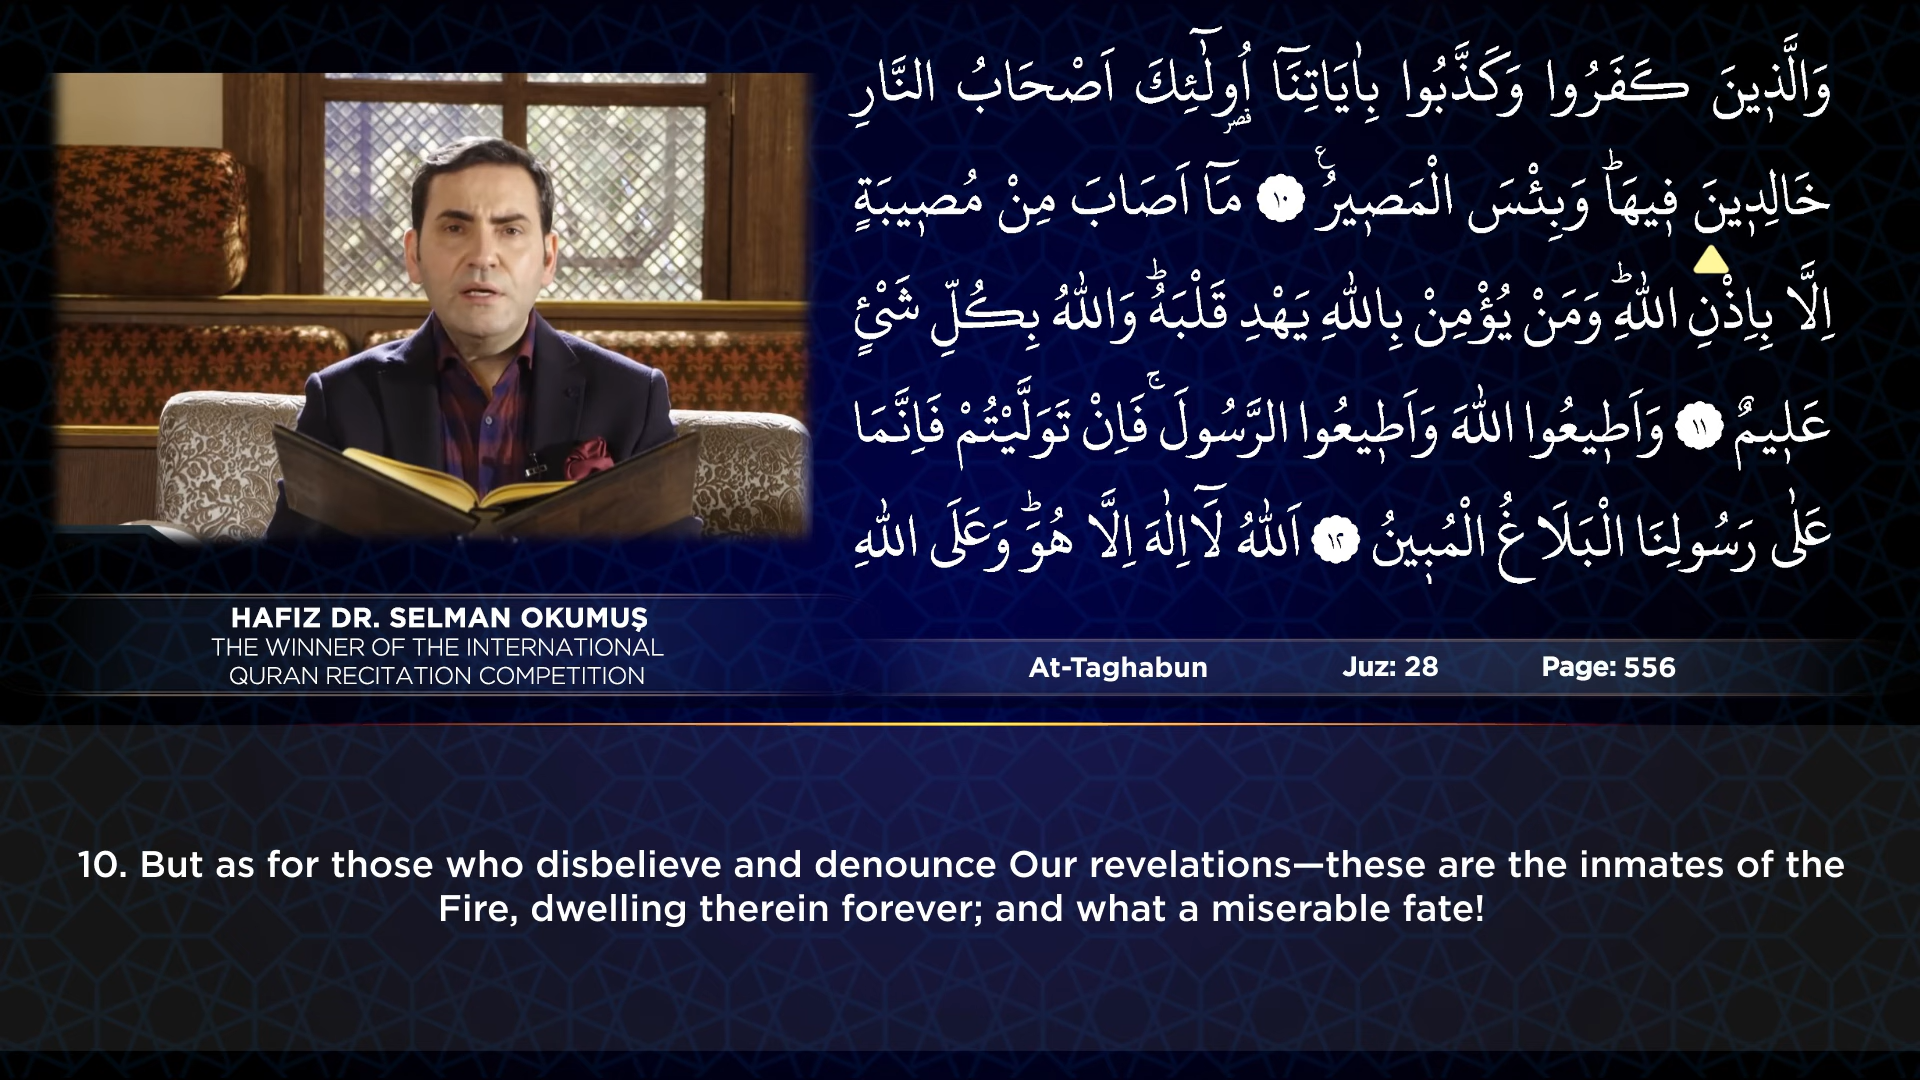 وَالَّذٖينَ كَفَرُوا وَكَذَّبُوا بِاٰيَاتِنَٓا اُو۬لٰٓئِكَ اَصْحَابُ النَّارِ
خَالِدٖينَ فٖيهَاؕ وَبِئْسَ الْمَصٖيرُࣖ ١٠ مَٓا اَصَابَ مِنْ مُصٖيبَةٍ
اِلَّا بِاِذْنِ اللّٰهِؕ وَمَنْ يُؤْمِنْ بِاللّٰهِ يَهْدِ قَلْبَهُؕ وَاللّٰهُ بِكُلِّ شَيْئٍ
عَلٖيمٌ ١١ وَاَطٖيعُوا اللّٰهَ وَاَطٖيعُوا الرَّسُولَۚ فَاِنْ تَوَلَّيْتُمْ فَاِنَّمَا
عَلٰى رَسُولِنَا الْبَلَاغُ الْمُبٖينُ ١٢ اَللّٰهُ لَٓا اِلٰهَ اِلَّا هُوَؕ وَعَلَى اللّٰهِ
HAFIZ DR. SELMAN OKUMUŞ
THE WINNER OF THE INTERNATIONAL
QURAN RECITATION COMPETITION
At-Taghabun Juz: 28 Page: 556
10. But as for those who disbelieve and denounce Our revelations—these are the inmates of the
Fire, dwelling therein forever; and what a miserable fate!